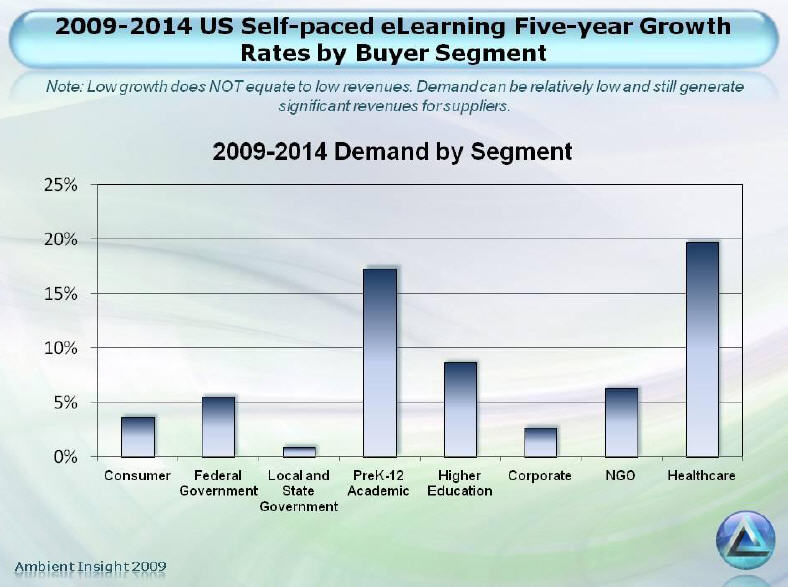 2009-2014 US Self-paced eLearning Five-year Growth
Rates by Buyer Segment
Note: Low growth does NOT equate to low revenues. Demand can be relatively low and still generate
significant revenues for suppliers.
2009-2014 Demand by Segment
25%
20%
15%
10%
5%
0%
Consumer
Federal
Government
Local and
State
Government
PreK-12
Academic
Higher
Education
Corporate
NGO
Healthcare
Ambient Insight 2009